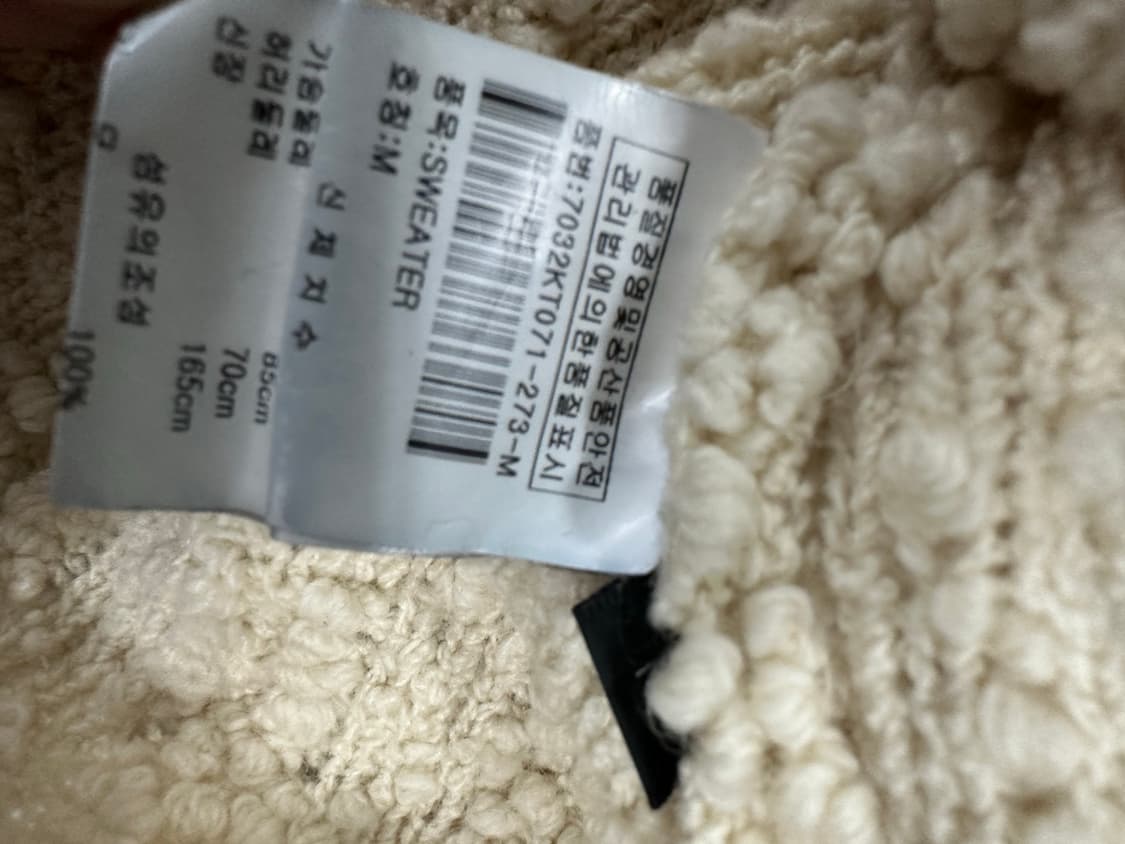 품질경영및공산품안전
관리법에의한품질표시
품번:7032KT071-273-M
품목:SWEATER
호칭:M
신체치수
가슴둘레 85cm
허리둘레 70cm
신장 165cm
섬유의조성
100%